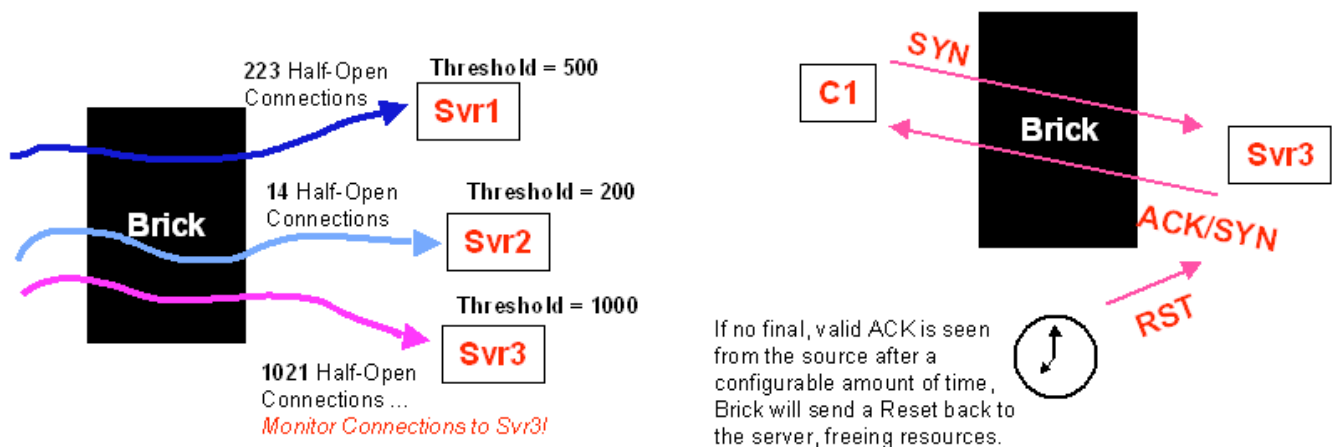 223 Half-Open
Connections
Threshold = 500
Svr1
14 Half-Open
Connections
Threshold = 200
Brick
Svr2
Threshold = 1000
Svr3
1021 Half-Open
Connections ...
Monitor Connections to Svr3!
SYN
C1
Brick
Svr3
ACK/SYN
RST
If no final, valid ACK is seen
from the source after a
configurable amount of time,
Brick will send a Reset back to
the server, freeing resources.